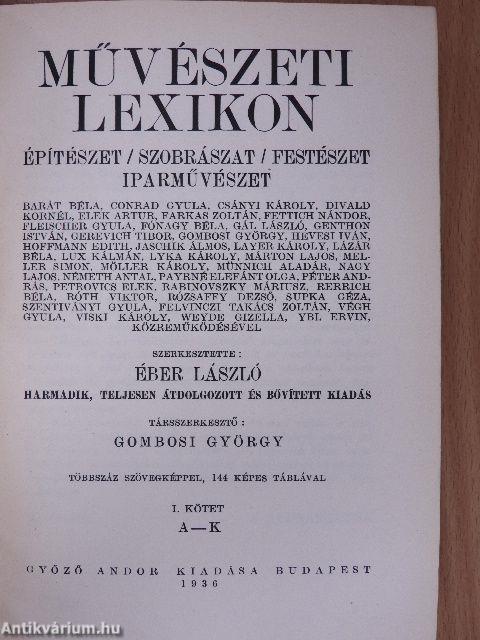 MŰVÉSZETI
LEXIKON
ÉPÍTÉSZET / SZOBRÁSZAT / FESTÉSZET
IPARMŰVÉSZET
BARÁT BÉLA, CONRAD GYULA, CSÁNYI KÁROLY, DIVALD
KORNÉL, ELEK ARTUR, FARKAS ZOLTÁN, FETTICH NÁNDOR,
FLEISCHER GYULA, FÓNAGY BÉLA, GÁL LÁSZLÓ, GENTHON
ISTVÁN, GEREVICH TIBOR, GOMBOSI GYÖRGY, HEVESI IVÁN,
HOFFMANN EDITH, JASCHIK ÁLMOS, LAYER KÁROLY, LÁZÁR
BÉLA, LUX KÁLMÁN, LYKA KÁROLY, MÁRTON LAJOS, MEL-
LER SIMON, MÖLLER KÁROLY, MÜNNICH ALADÁR, NAGY
LAJOS, NÉMETH ANTAL, PAYRNÉ ELEFÁNT OLGA, PÉTER AND-
RÁS, PETROVICS ELEK, RABINOVSZKY MÁRIUSZ, RERRICH
BÉLA, RÓTH VIKTOR, RÓZSAFFY DEZSŐ, SUPKA GÉZA,
SZENTIVÁNYI GYULA, FELVINCZI TAKÁCS ZOLTÁN, VÉGH
GYULA, VISKI KÁROLY, WEYDE GIZELLA, YBL ERVIN,
KÖZREMŰKÖDÉSÉVEL
SZERKESZTETTE :
ÉBER LÁSZLÓ
HARMADIK, TELJESEN ÁTDOLGOZOTT ÉS BŐVÍTETT KIADÁS
TÁRSSZERKESZTŐ :
GOMBOSI GYÖRGY
TÖBBSZÁZ SZÖVEGKÉPPEL, 144 KÉPES TÁBLÁVAL
I. KÖTET
A—K
GYŐZŐ ANDOR KIADÁSA BUDAPEST
1936
Antikvárium.hu